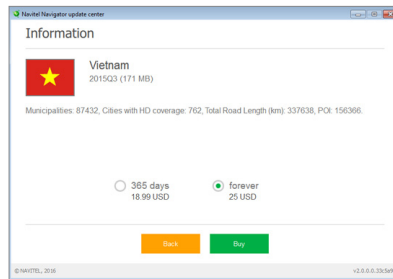 Navitel Navigator update center
Information
Vietnam
2015Q3 (171 MB)
Municipalities: 87432, Cities with HD coverage: 762, Total Road Length (km): 337638, POI: 156366.
365 days
18.99 USD
forever
25 USD
Back
Buy
© NAVITEL, 2016